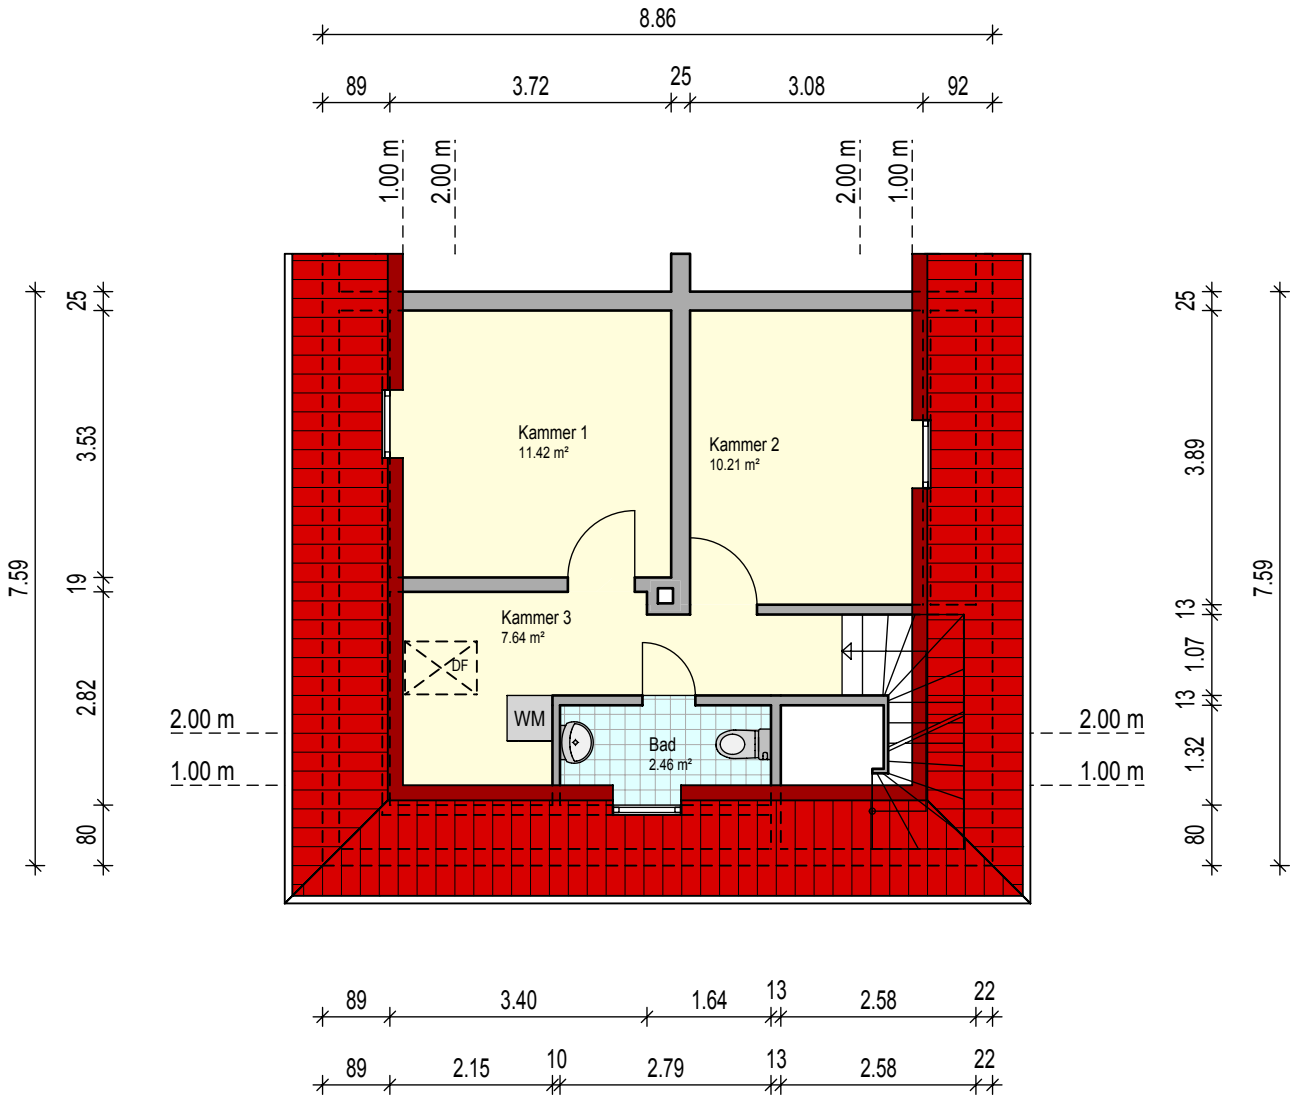 8.86
89
3.72
25
3.08
92
1.00 m
2.00 m
2.00 m
1.00 m
25
3.53
19
2.82
80
7.59
25
3.89
13
1.07
13
1.32
80
7.59
Kammer 1
11.42 m²
Kammer 2
10.21 m²
Kammer 3
7.64 m²
DF
WM
Bad
2.46 m²
2.00 m
1.00 m
2.00 m
1.00 m
89
3.40
1.64
13
2.58
22
89
2.15
10
2.79
13
2.58
22